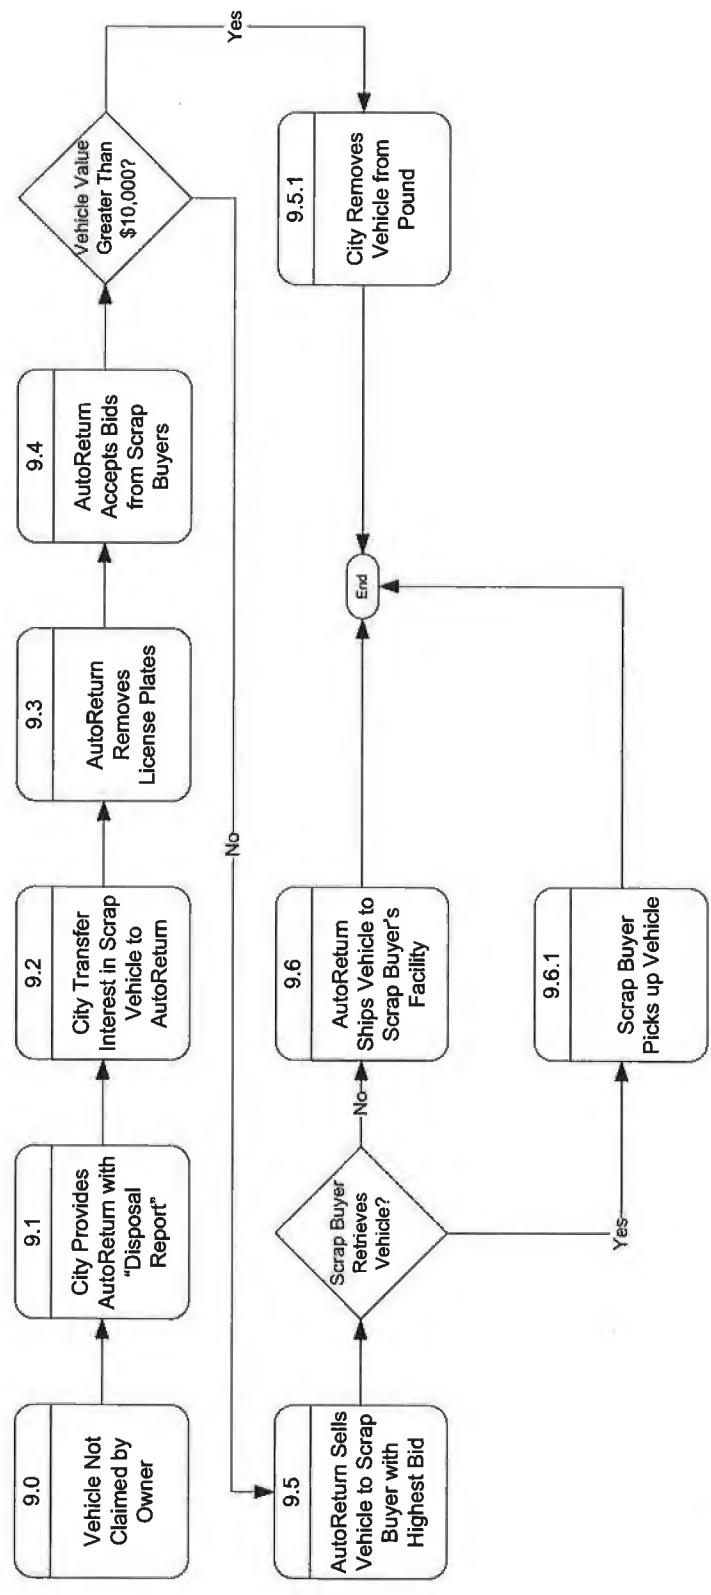 9.0
Vehicle Not
Claimed by
Owner
9.1
City Provides
AutoReturn with
“Disposal
Report”
9.2
City Transfer
Interest in Scrap
Vehicle to
AutoReturn
9.3
AutoReturn
Removes
License Plates
9.4
AutoReturn
Accepts Bids
from Scrap
Buyers
Vehicle Value
Greater Than
$10,000?
Yes
No
9.5
AutoReturn Sells
Vehicle to Scrap
Buyer with
Highest Bid
Scrap Buyer
Retrieves
Vehicle?
No
9.6
AutoReturn
Ships Vehicle to
Scrap Buyer's
Facility
End
9.5.1
City Removes
Vehicle from
Pound
Yes
9.6.1
Scrap Buyer
Picks up Vehicle